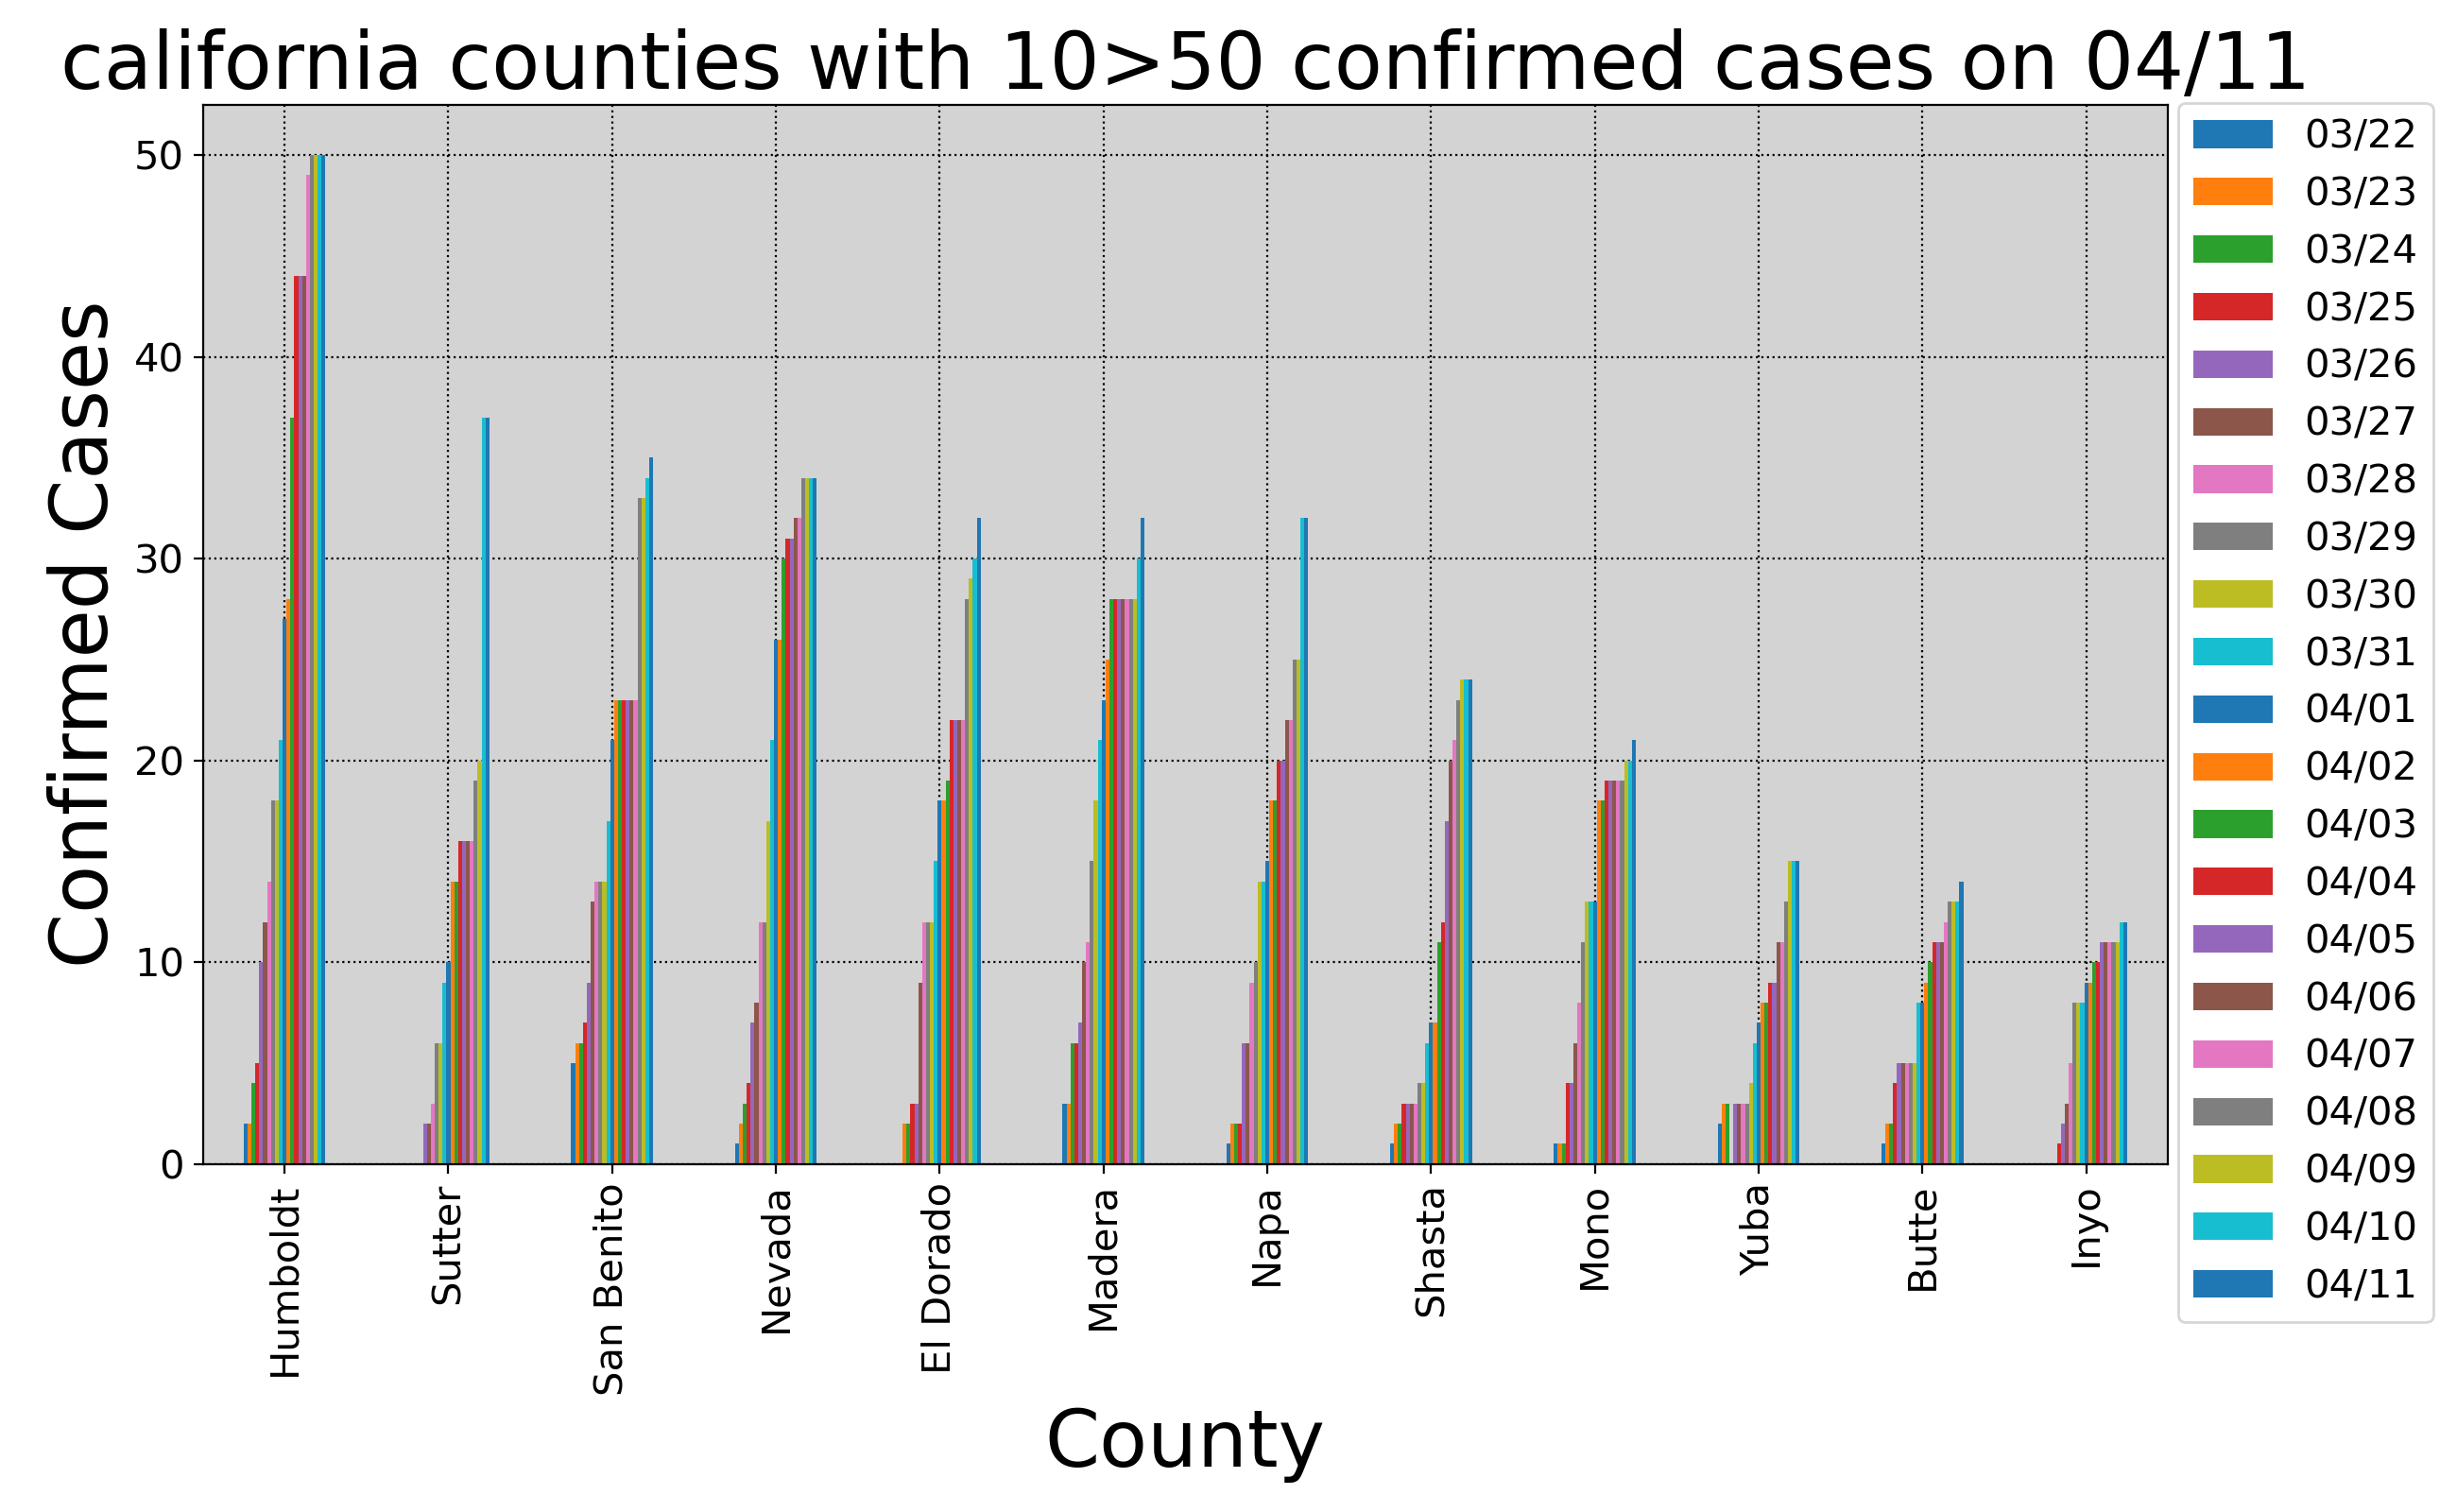 california counties with 10>50 confirmed cases on 04/11
Confirmed Cases
50
40
30
20
10
0
Humboldt
Sutter
San Benito
Nevada
El Dorado
Madera
Napa
Shasta
Mono
Yuba
Butte
Inyo
County
03/22
03/23
03/24
03/25
03/26
03/27
03/28
03/29
03/30
03/31
04/01
04/02
04/03
04/04
04/05
04/06
04/07
04/08
04/09
04/10
04/11